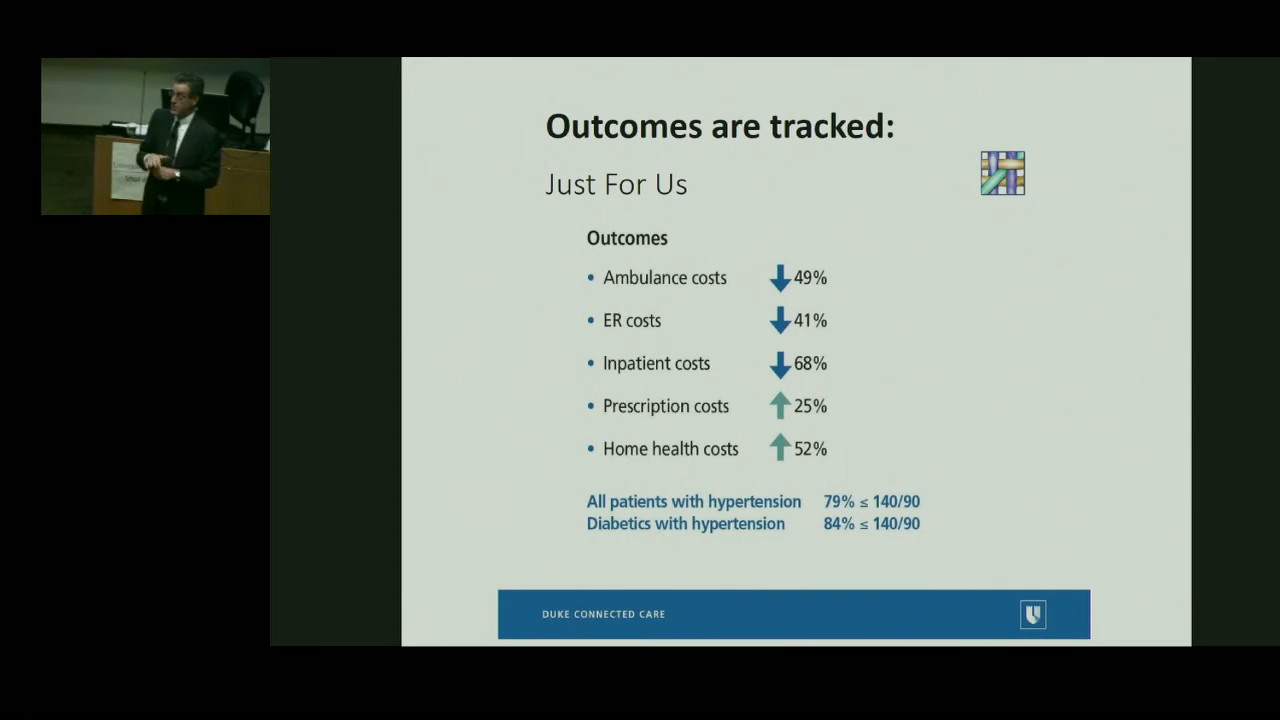 Outcomes are tracked:
Just For Us
Outcomes
• Ambulance costs 49%
• ER costs 41%
• Inpatient costs 68%
• Prescription costs 25%
• Home health costs 52%
All patients with hypertension 79% ≤ 140/90
Diabetics with hypertension 84% ≤ 140/90
DUKE CONNECTED CARE